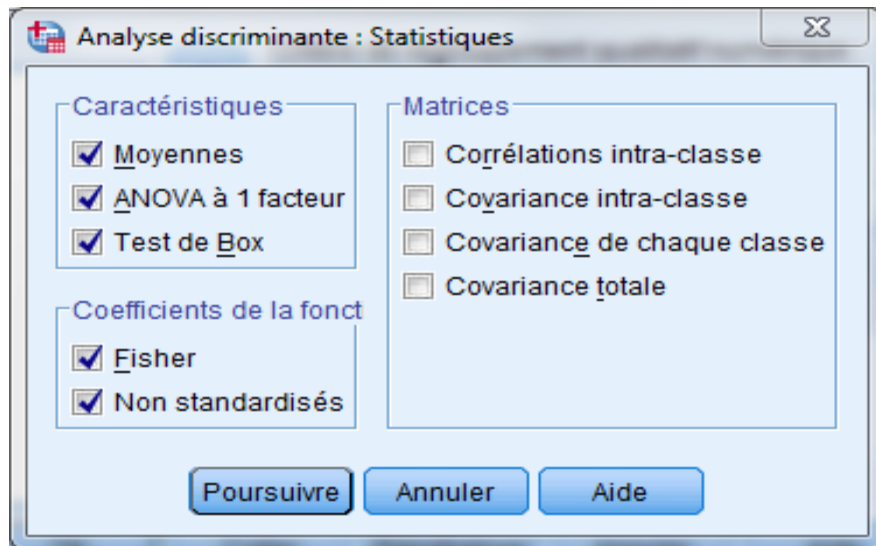 Analyse discriminante : Statistiques
Caractéristiques
Moyennes
ANOVA à 1 facteur
Test de Box
Coefficients de la fonct
Fisher
Non standardisés
Matrices
Corrélations intra-classe
Covariance intra-classe
Covariance de chaque classe
Covariance totale
Poursuivre
Annuler
Aide